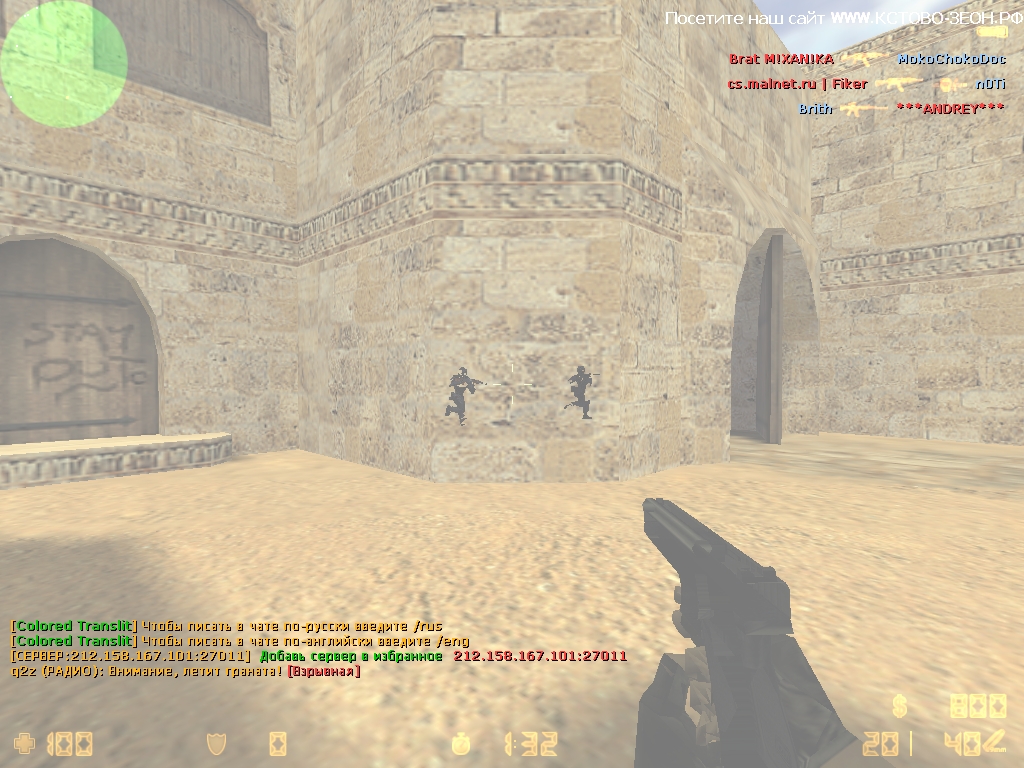 Посетите наш сайт WWW.КСТОВО-ЗЕОН.РФ
Brat M!XAN!KA MokoChokoDoc
cs.malnet.ru | Fiker n0Ti
Brith ***ANDREY***
STAY
OUT
[Colored Translit] Чтобы писать в чате по-русски введите /rus
[Colored Translit] Чтобы писать в чате по-английски введите /eng
[СЕРВЕР:212.158.167.101:27011] Добавь сервер в избранное 212.158.167.101:27011
q2z (РАДИО): Внимание, летит граната! [Взрывная]
$ 800
100 0 1:32 20 | 40